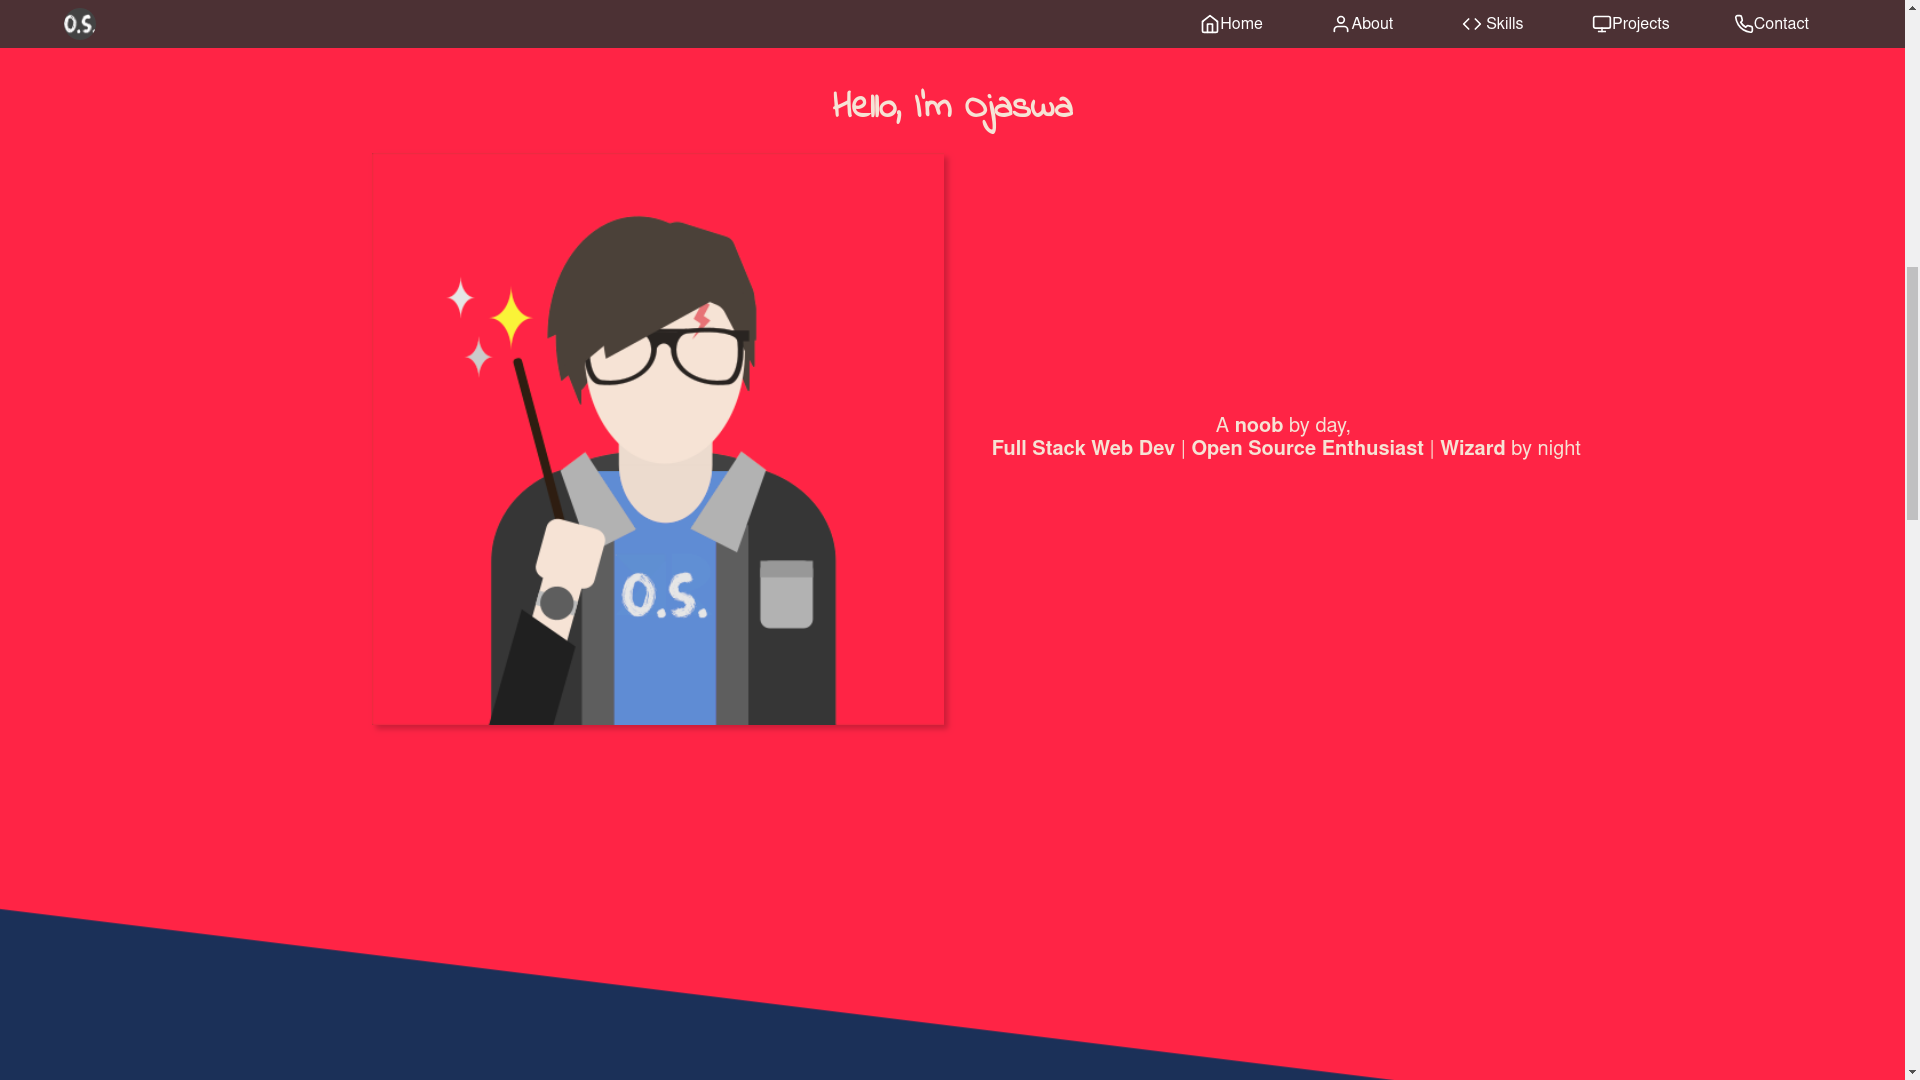 O.S.
Home About Skills Projects Contact
Hello, I'm Ojaswa
A noob by day,
Full Stack Web Dev | Open Source Enthusiast | Wizard by night
O.S.